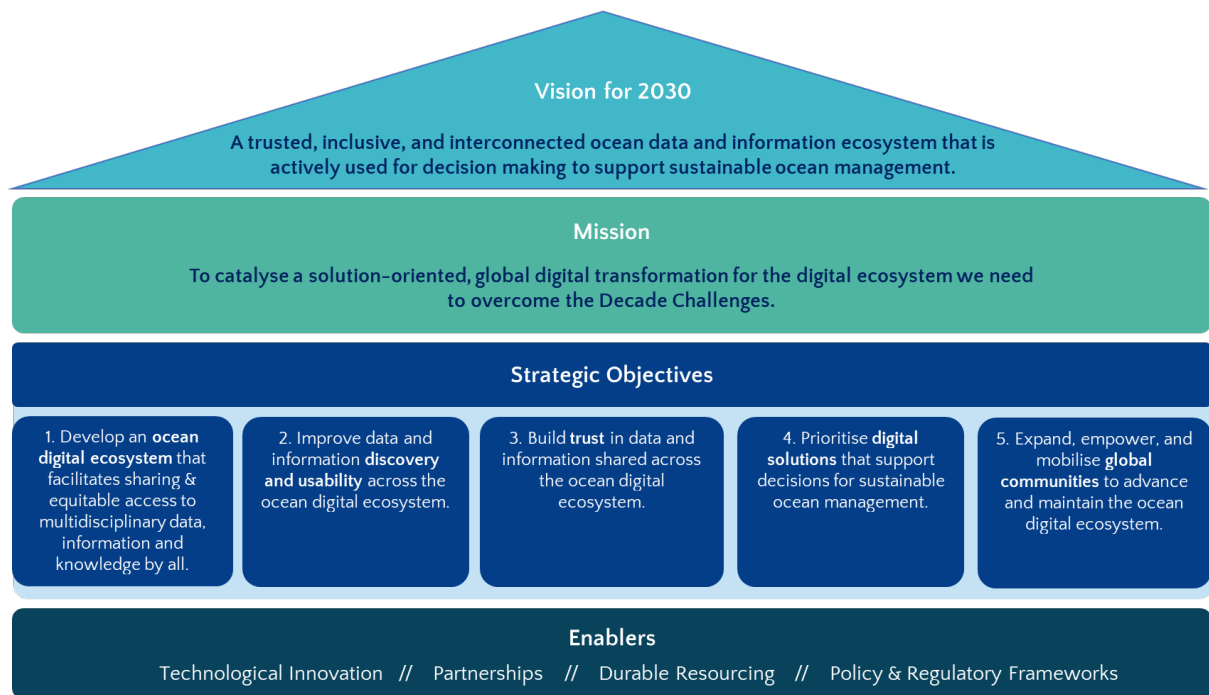 Vision for 2030
A trusted, inclusive, and interconnected ocean data and information ecosystem that is
actively used for decision making to support sustainable ocean management.
Mission
To catalyse a solution-oriented, global digital transformation for the digital ecosystem we need
to overcome the Decade Challenges.
Strategic Objectives
1. Develop an ocean
digital ecosystem that
facilitates sharing &
equitable access to
multidisciplinary data,
information and
knowledge by all.
2. Improve data and
information discovery
and usability across the
ocean digital ecosystem.
3. Build trust in data and
information shared across
the ocean digital
ecosystem.
4. Prioritise digital
solutions that support
decisions for sustainable
ocean management.
5. Expand, empower, and
mobilise global
communities to advance
and maintain the ocean
digital ecosystem.
Enablers
Technological Innovation // Partnerships // Durable Resourcing // Policy & Regulatory Frameworks